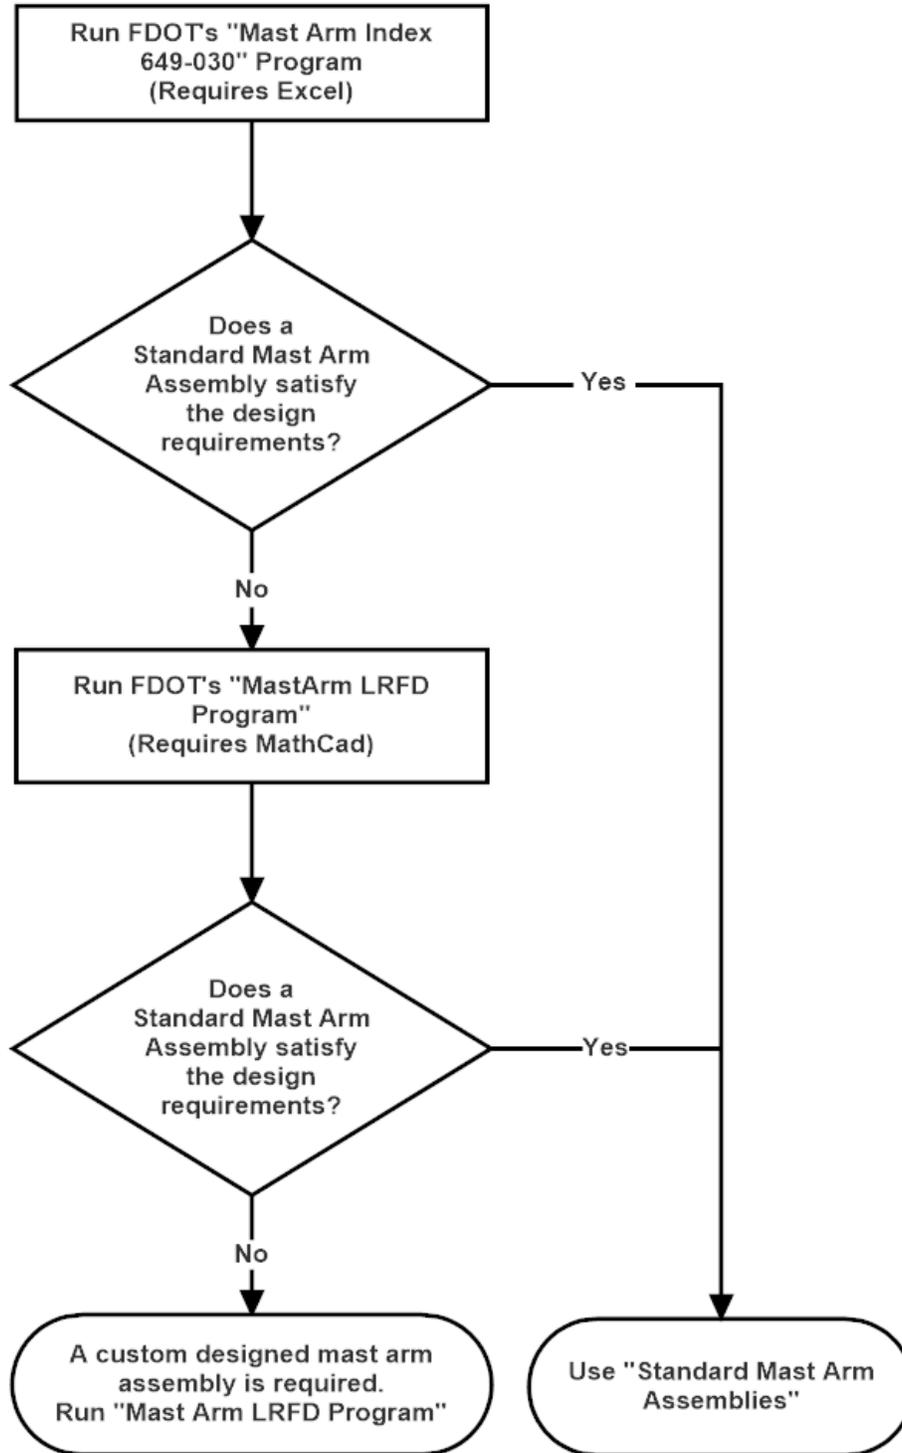 Run FDOT's "Mast Arm Index
649-030" Program
(Requires Excel)
Does a
Standard Mast Arm
Assembly satisfy
the design
requirements?
Yes
No
Run FDOT's "MastArm LRFD
Program"
(Requires MathCad)
Does a
Standard Mast Arm
Assembly satisfy
the design
requirements?
Yes
No
A custom designed mast arm
assembly is required.
Run "Mast Arm LRFD Program"
Use "Standard Mast Arm
Assemblies"